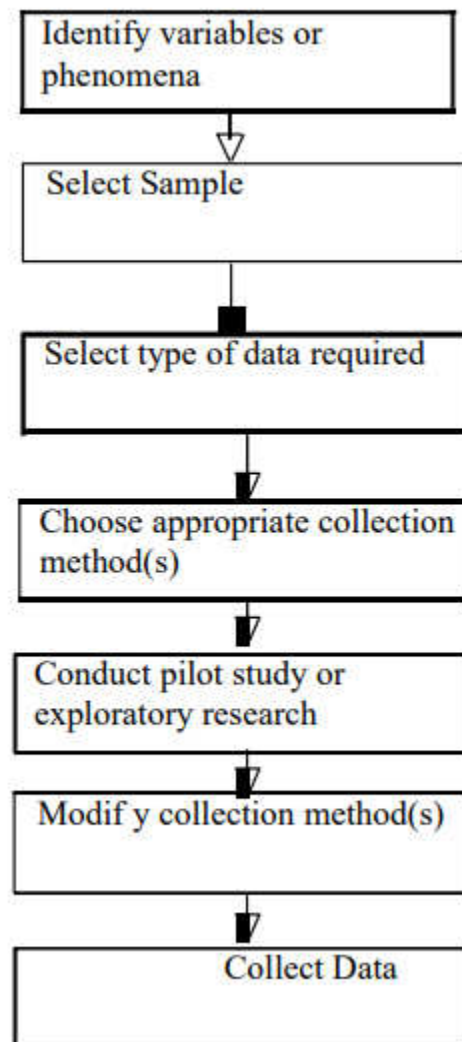 Identify variables or
phenomena
Select Sample
Select type of data required
Choose appropriate collection
method(s)
Conduct pilot study or
exploratory research
Modif y collection method(s)
Collect Data